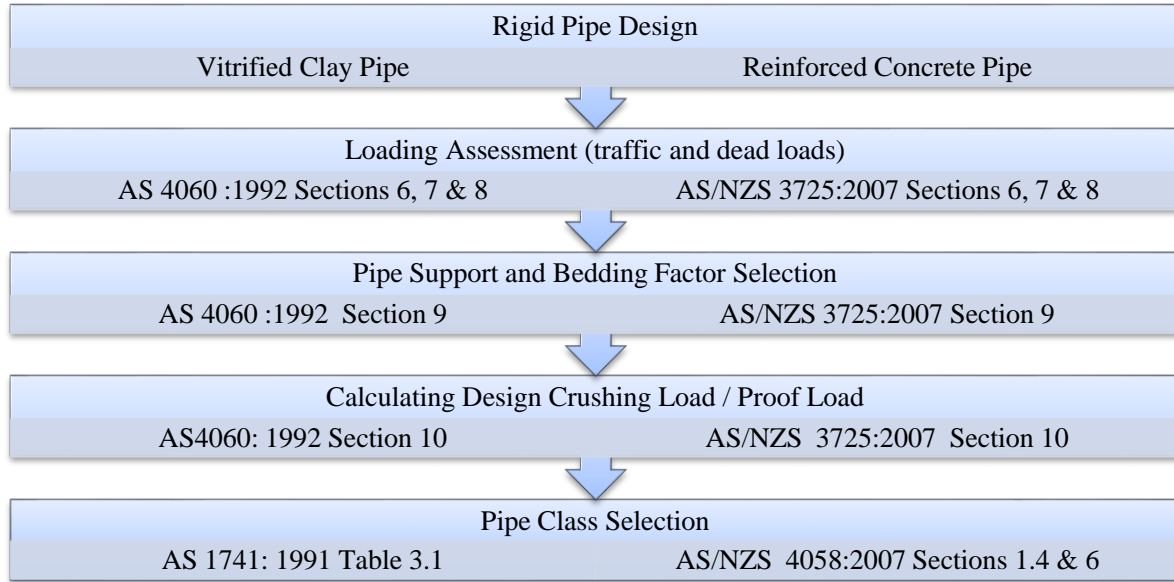 Rigid Pipe Design
Vitrified Clay Pipe Reinforced Concrete Pipe
Loading Assessment (traffic and dead loads)
AS 4060 :1992 Sections 6, 7 & 8 AS/NZS 3725:2007 Sections 6, 7 & 8
Pipe Support and Bedding Factor Selection
AS 4060 :1992 Section 9 AS/NZS 3725:2007 Section 9
Calculating Design Crushing Load / Proof Load
AS4060: 1992 Section 10 AS/NZS 3725:2007 Section 10
Pipe Class Selection
AS 1741: 1991 Table 3.1 AS/NZS 4058:2007 Sections 1.4 & 6